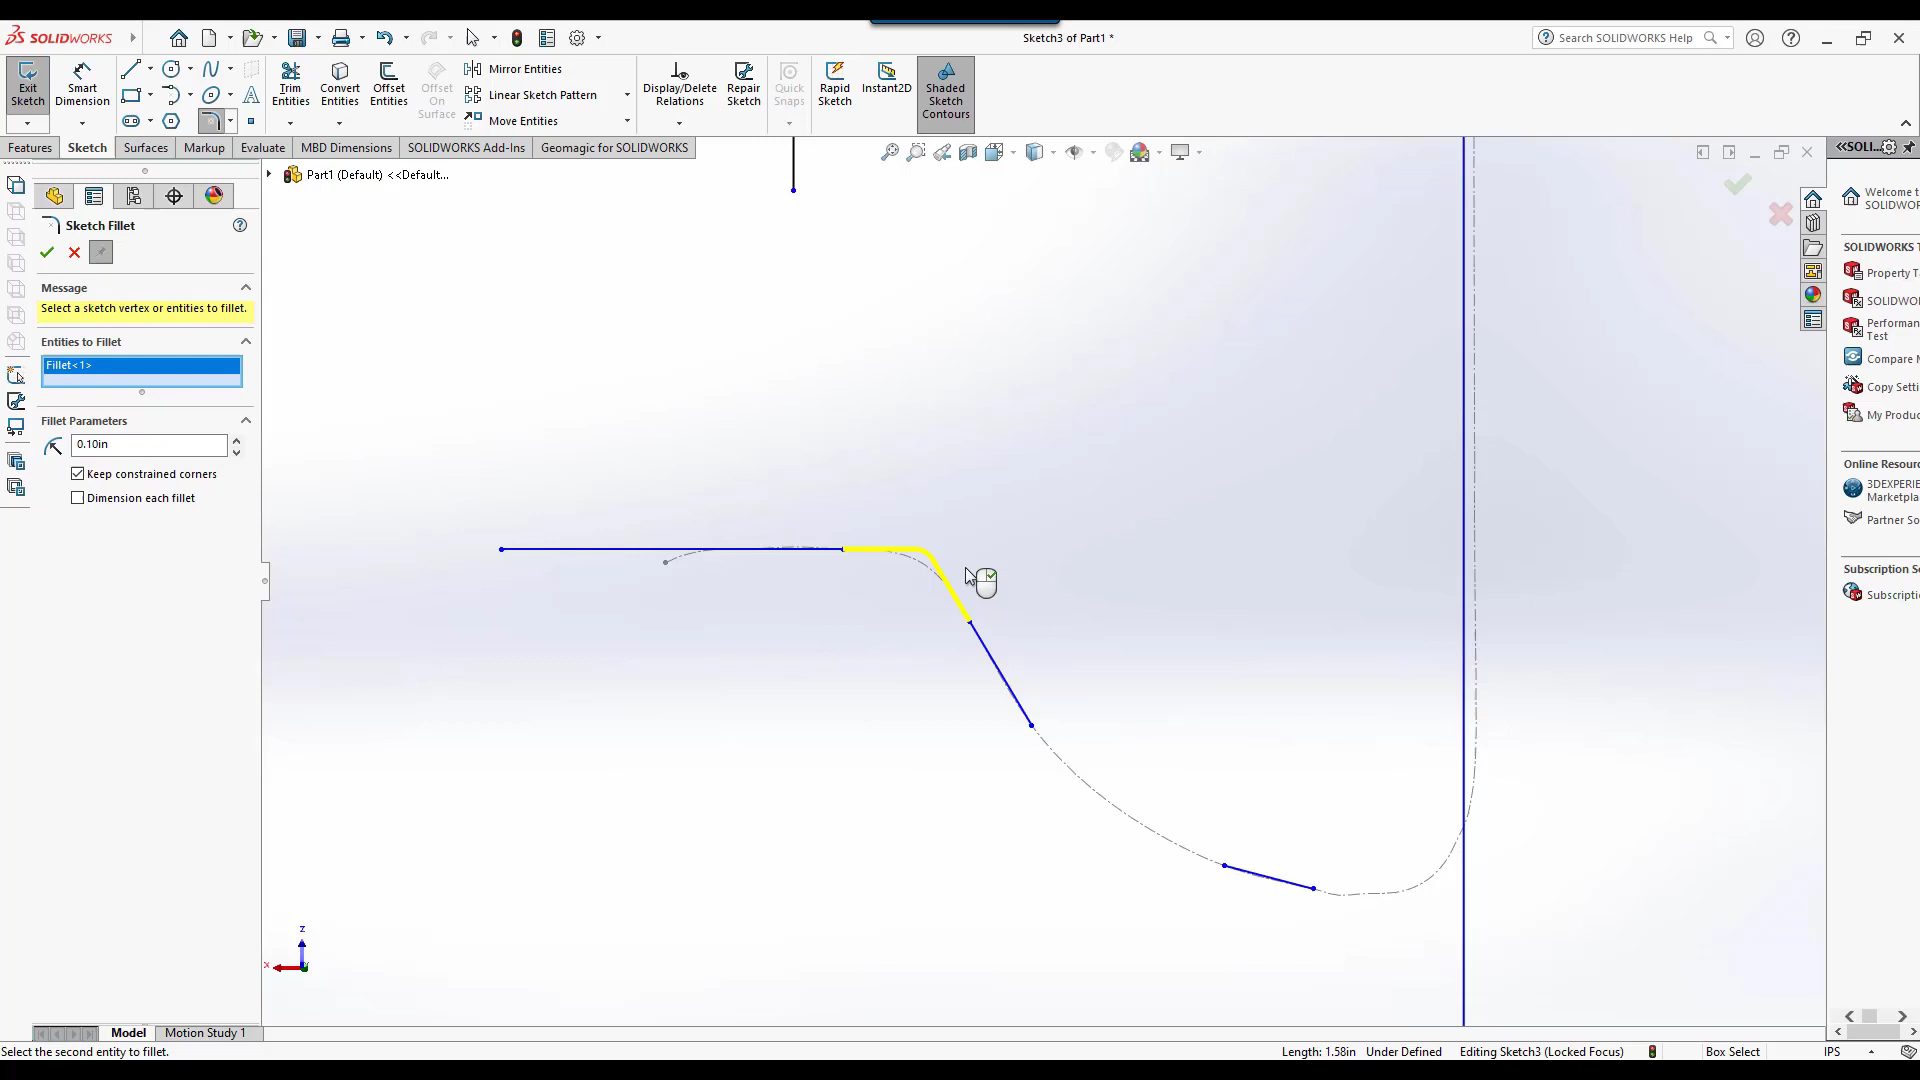 SOLIDWORKS
Sketch3 of Part1 *
Search SOLIDWORKS Help
Exit Sketch
Smart Dimension
Trim Entities
Convert Entities
Offset Entities
Offset On Surface
Mirror Entities
Linear Sketch Pattern
Move Entities
Display/Delete Relations
Repair Sketch
Quick Snaps
Rapid Sketch
Instant2D
Shaded Sketch Contours
Features
Sketch
Surfaces
Markup
Evaluate
MBD Dimensions
SOLIDWORKS Add-Ins
Geomagic for SOLIDWORKS
Part1 (Default) <<Default...
Sketch Fillet
Message
Select a sketch vertex or entities to fillet.
Entities to Fillet
Fillet<1>
Fillet Parameters
0.10in
Keep constrained corners
Dimension each fillet
<<SOLI...
Welcome t
SOLIDWOR
SOLIDWORKS T
Property T
SOLIDWO
Performan
Test
Compare M
Copy Setti
My Produc
Online Resourc
3DEXPERIE
Marketpla
Partner So
Subscription Se
Subscripti
z
x
Model
Motion Study 1
Select the second entity to fillet.
Length: 1.58in
Under Defined
Editing Sketch3 (Locked Focus)
Box Select
IPS